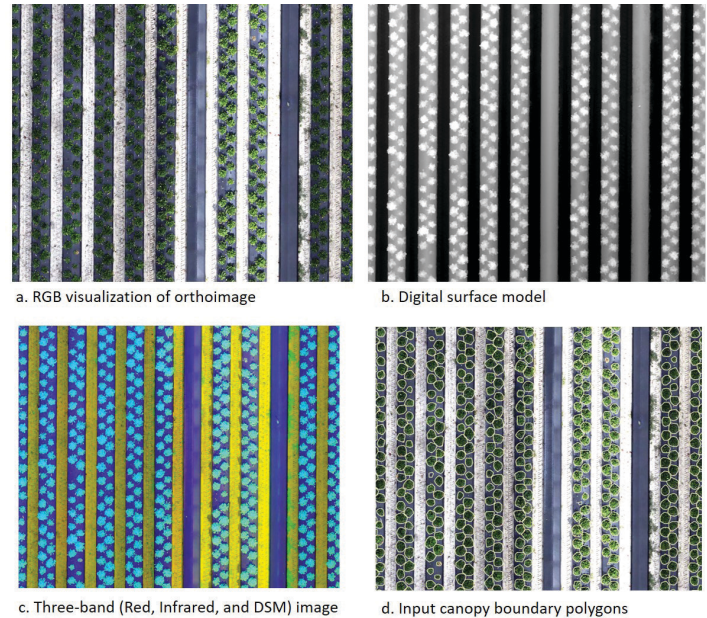 a. RGB visualization of orthoimage
b. Digital surface model
c. Three-band (Red, Infrared, and DSM) image
d. Input canopy boundary polygons